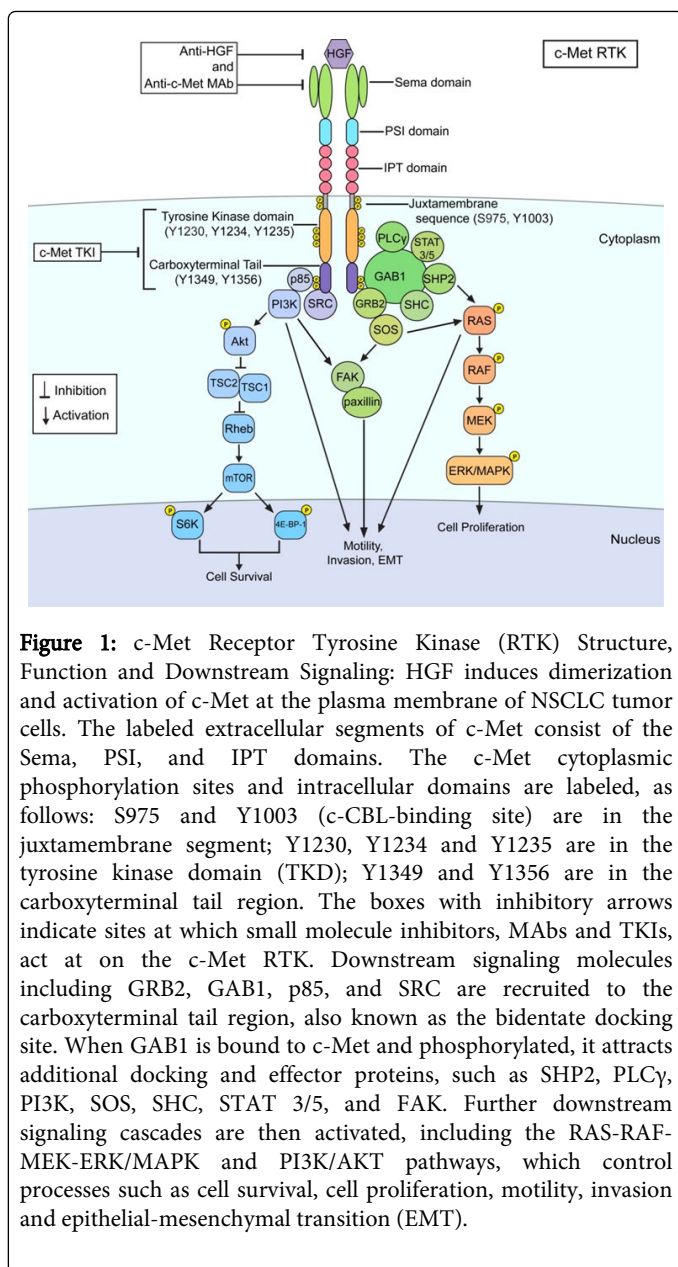 Anti-HGF
and
Anti-c-Met MAb
HGF
c-Met RTK
Sema domain
PSI domain
IPT domain
Juxtamembrane
sequence (S975, Y1003)
Tyrosine Kinase domain
(Y1230, Y1234, Y1235)
Cytoplasm
c-Met TKI
Carboxyterminal Tail
(Y1349, Y1356)
P
P
P
P
P
P
P
P
P
P
P
P
PLCγ
STAT
3/5
GAB1
SHP2
p85
PI3K
SRC
GRB2
SHC
SOS
RAS
P
Akt
P
FAK
paxillin
RAF
P
TSC2
TSC1
Inhibition
Activation
MEK
P
Rheb
ERK/MAPK
P
mTOR
S6K
P
4E-BP-1
P
Cell Proliferation
Nucleus
Motility,
Invasion, EMT
Cell Survival
Figure 1: c-Met Receptor Tyrosine Kinase (RTK) Structure,
Function and Downstream Signaling: HGF induces dimerization
and activation of c-Met at the plasma membrane of NSCLC tumor
cells. The labeled extracellular segments of c-Met consist of the
Sema, PSI, and IPT domains. The c-Met cytoplasmic
phosphorylation sites and intracellular domains are labeled, as
follows: S975 and Y1003 (c-CBL-binding site) are in the
juxtamembrane segment; Y1230, Y1234 and Y1235 are in the
tyrosine kinase domain (TKD); Y1349 and Y1356 are in the
carboxyterminal tail region. The boxes with inhibitory arrows
indicate sites at which small molecule inhibitors, MAbs and TKIs,
act at on the c-Met RTK. Downstream signaling molecules
including GRB2, GAB1, p85, and SRC are recruited to the
carboxyterminal tail region, also known as the bidentate docking
site. When GAB1 is bound to c-Met and phosphorylated, it attracts
additional docking and effector proteins, such as SHP2, PLCγ,
PI3K, SOS, SHC, STAT 3/5, and FAK. Further downstream
signaling cascades are then activated, including the RAS-RAF-
MEK-ERK/MAPK and PI3K/AKT pathways, which control
processes such as cell survival, cell proliferation, motility, invasion
and epithelial-mesenchymal transition (EMT).